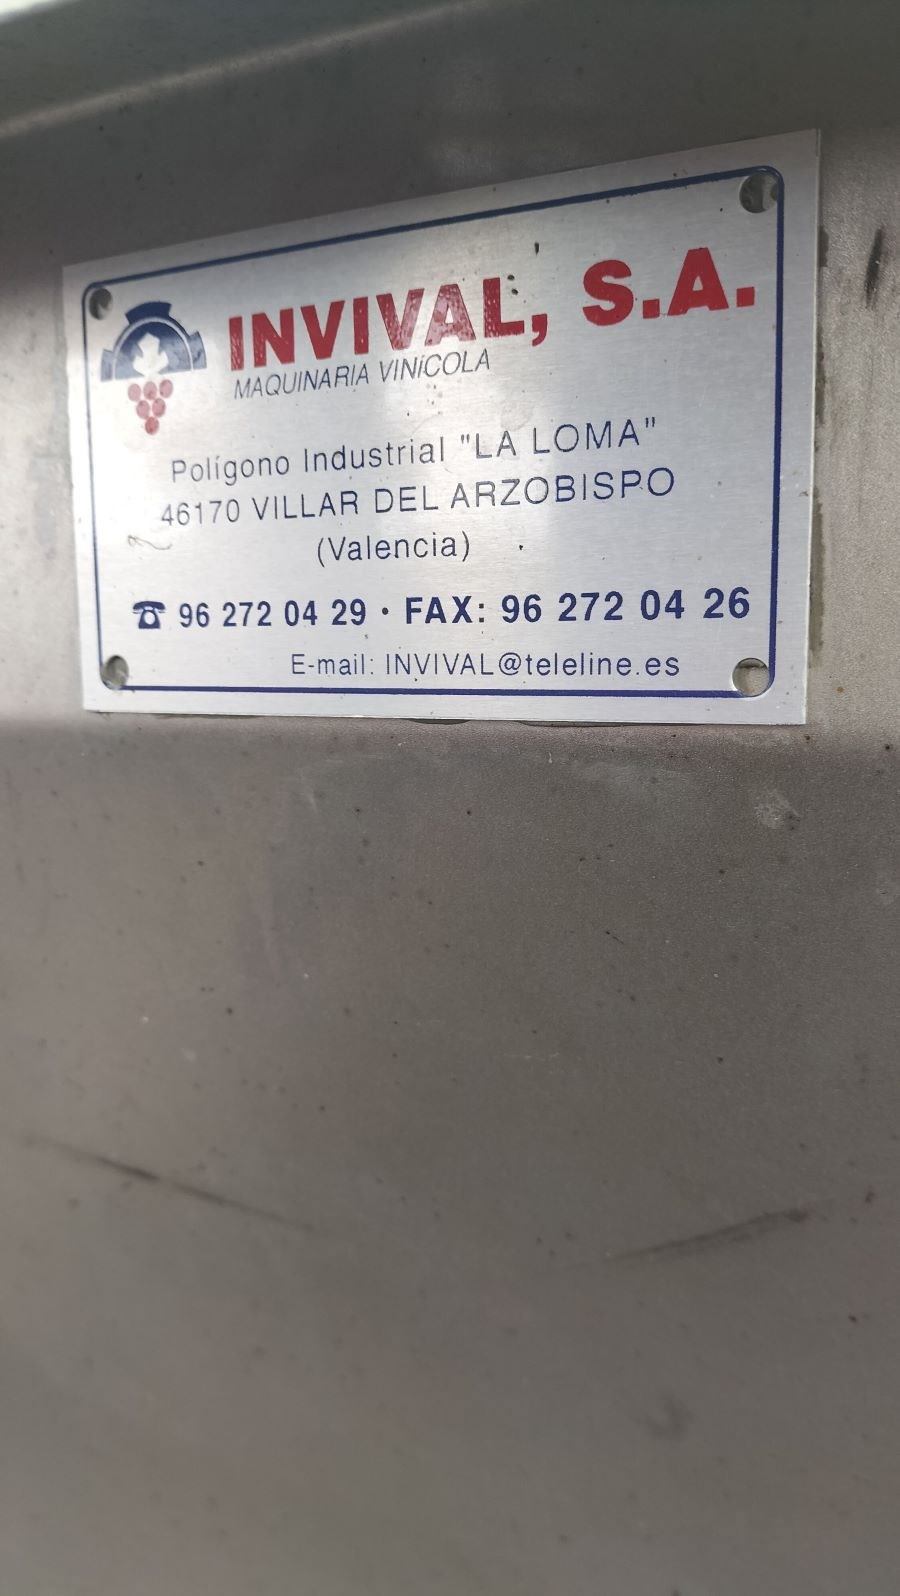 INVIVAL, S.A.
MAQUINARIA VINíCOLA
Polígono Industrial "LA LOMA"
46170 VILLAR DEL ARZOBISPO
(Valencia)
☎ 96 272 04 29 · FAX: 96 272 04 26
E-mail: INVIVAL@teleline.es